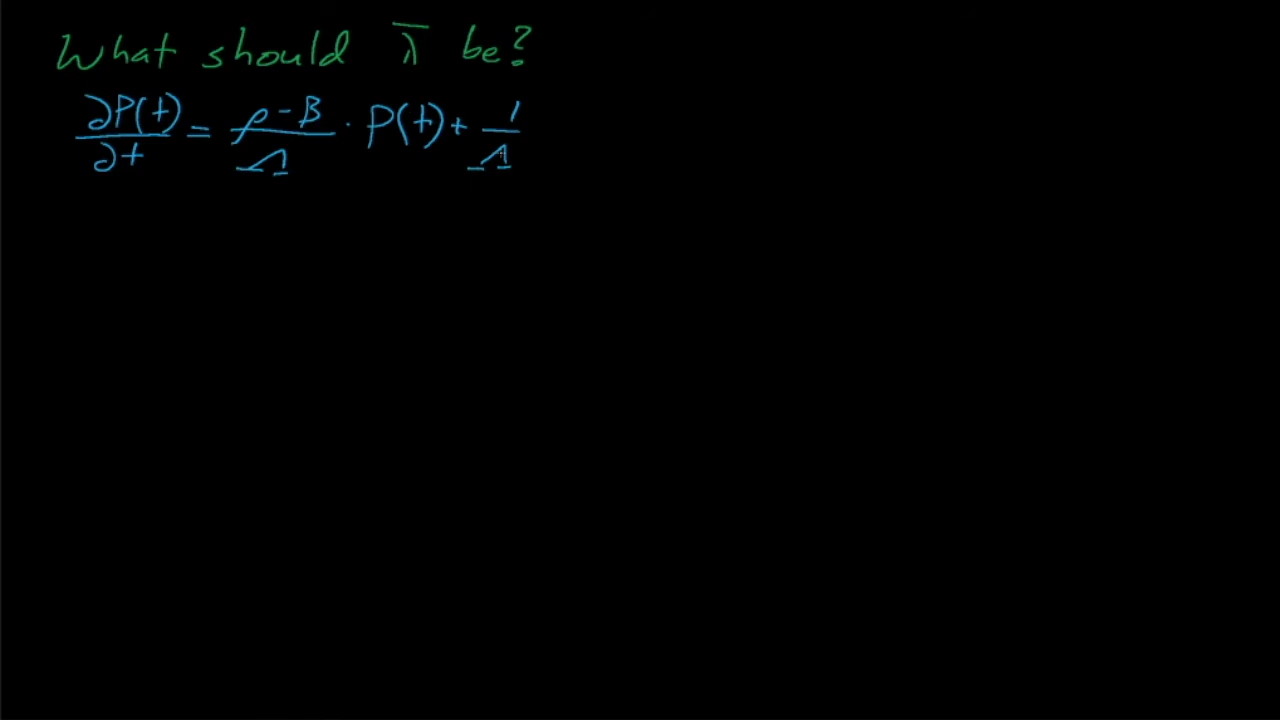 What should λ̅ be?
∂P(t)/∂t = ρ-β/Λ · P(t) + 1/Λ